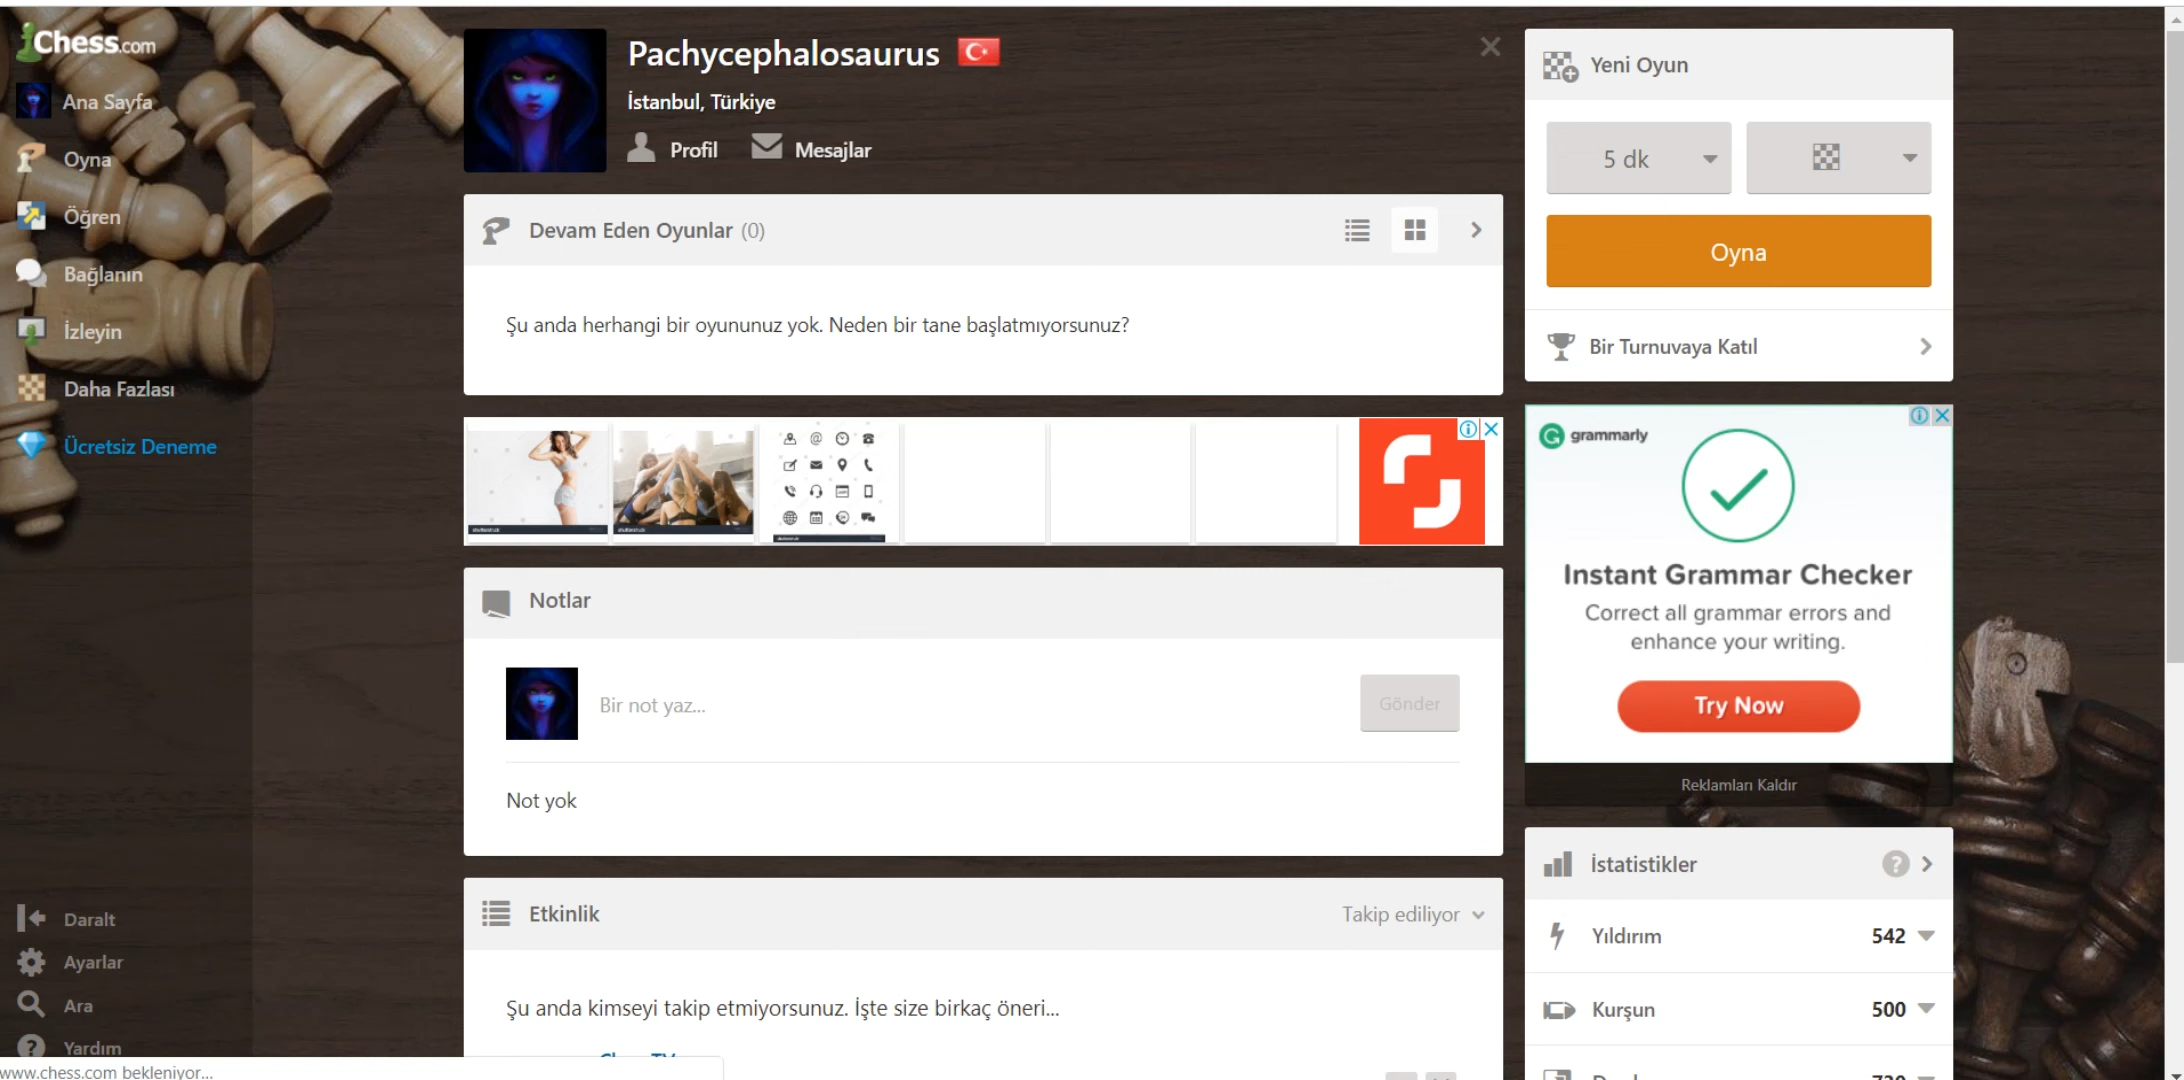 Chess.com
Ana Sayfa
Oyna
Öğren
Bağlanın
İzleyin
Daha Fazlası
Ücretsiz Deneme
Daralt
Ayarlar
Ara
Yardım
www.chess.com bekleniyor...
Pachycephalosaurus
İstanbul, Türkiye
Profil Mesajlar
Devam Eden Oyunlar (0)
Şu anda herhangi bir oyununuz yok. Neden bir tane başlatmıyorsunuz?
Notlar
Bir not yaz...
Gönder
Not yok
Etkinlik
Takip ediliyor
Şu anda kimseyi takip etmiyorsunuz. İşte size birkaç öneri...
Yeni Oyun
5 dk
Oyna
Bir Turnuvaya Katıl
grammarly
Instant Grammar Checker
Correct all grammar errors and
enhance your writing.
Try Now
Reklamları Kaldır
İstatistikler
Yıldırım 542
Kurşun 500